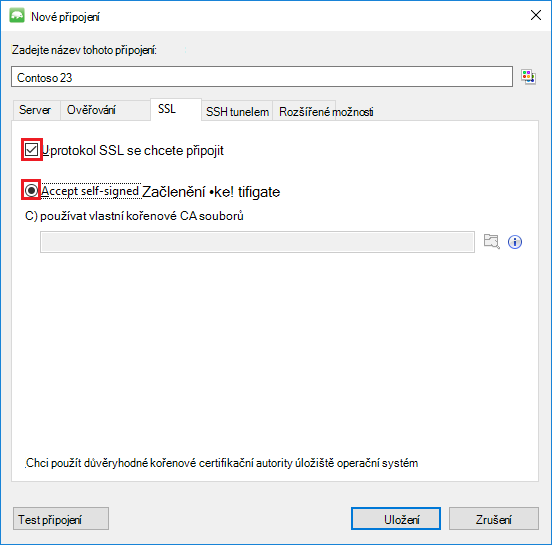 Nové připojení
Zadejte název tohoto připojení:
Contoso 23
Server Ověřování SSL SSH tunelem Rozšířené možnosti
Uprotokol SSL se chcete připojit
Accept self-signed Začlenění •ke! tifigate
C) používat vlastní kořenové CA souborů
.Chci použít důvěryhodné kořenové certifikační autority úložiště operační systém
Test připojení Uložení Zrušení